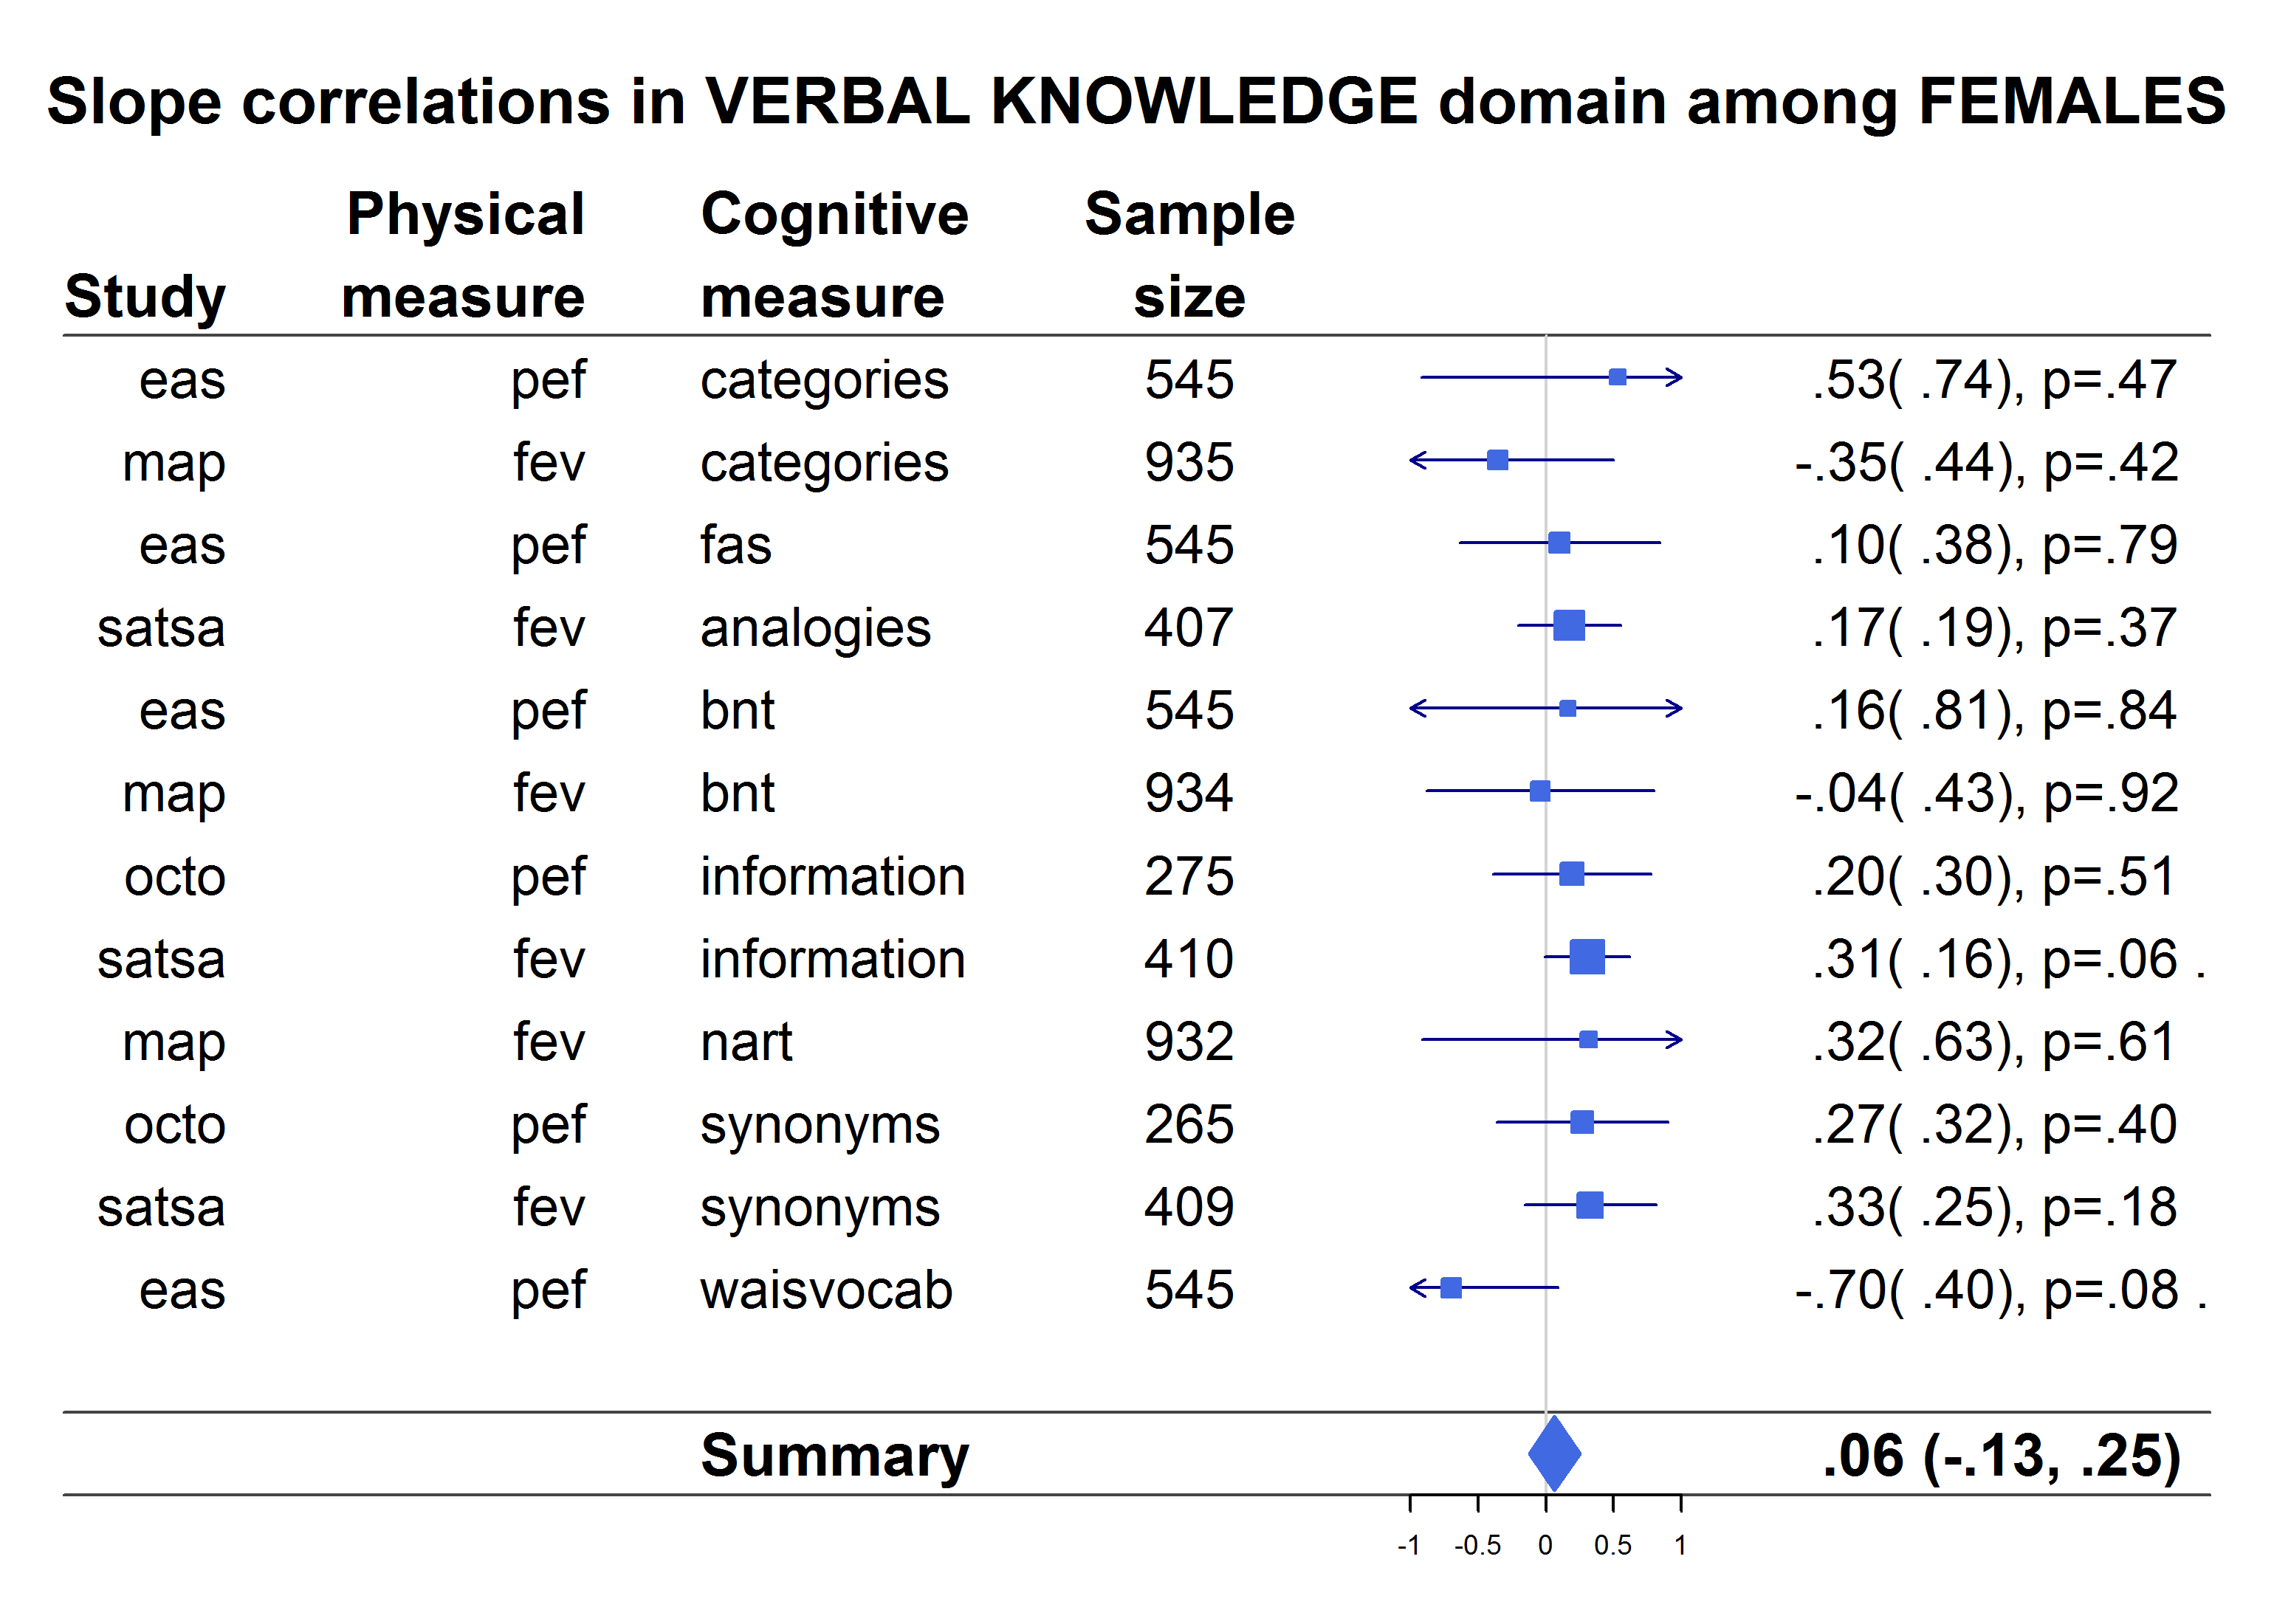 Slope correlations in VERBAL KNOWLEDGE domain among FEMALES
Physical Cognitive Sample
Study measure measure size
eas pef categories 545 .53( .74), p=.47
map fev categories 935 -.35( .44), p=.42
eas pef fas 545 .10( .38), p=.79
satsa fev analogies 407 .17( .19), p=.37
eas pef bnt 545 .16( .81), p=.84
map fev bnt 934 -.04( .43), p=.92
octo pef information 275 .20( .30), p=.51
satsa fev information 410 .31( .16), p=.06 .
map fev nart 932 .32( .63), p=.61
octo pef synonyms 265 .27( .32), p=.40
satsa fev synonyms 409 .33( .25), p=.18
eas pef waisvocab 545 -.70( .40), p=.08 .
Summary .06 (-.13, .25)
-1 -0.5 0 0.5 1